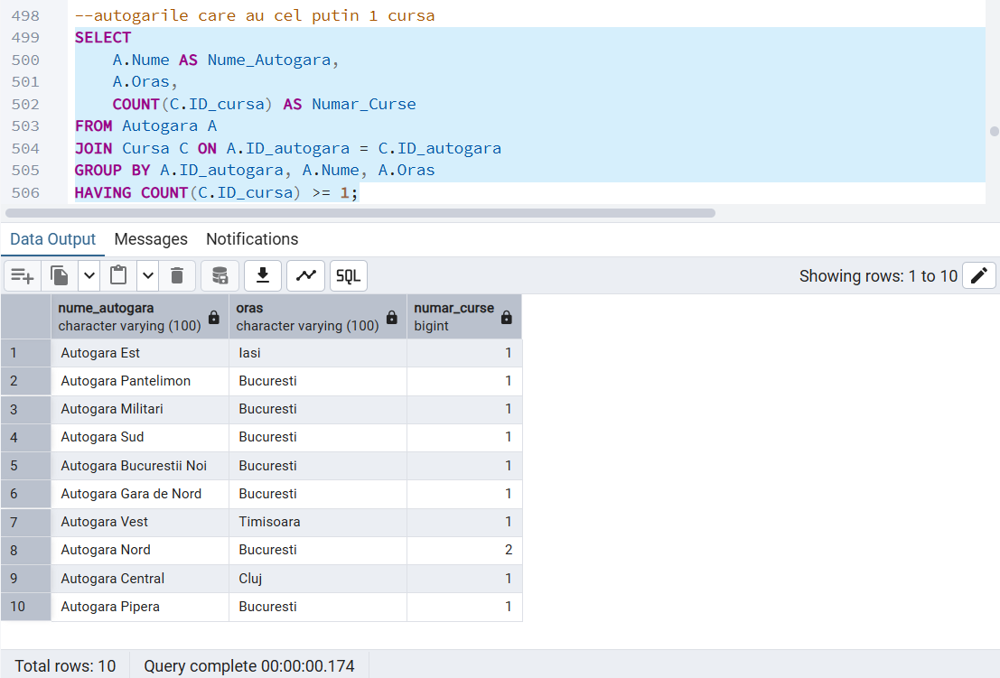 498 --autogarile care au cel putin 1 cursa
499 SELECT
500 A.Nume AS Nume_Autogara,
501 A.Oras,
502 COUNT(C.ID_cursa) AS Numar_Curse
503 FROM Autogara A
504 JOIN Cursa C ON A.ID_autogara = C.ID_autogara
505 GROUP BY A.ID_autogara, A.Nume, A.Oras
506 HAVING COUNT(C.ID_cursa) >= 1;
Data Output Messages Notifications
SQL Showing rows: 1 to 10
nume_autogara oras numar_curse
character varying (100) character varying (100) bigint
1 Autogara Est Iasi 1
2 Autogara Pantelimon Bucuresti 1
3 Autogara Militari Bucuresti 1
4 Autogara Sud Bucuresti 1
5 Autogara Bucurestii Noi Bucuresti 1
6 Autogara Gara de Nord Bucuresti 1
7 Autogara Vest Timisoara 1
8 Autogara Nord Bucuresti 2
9 Autogara Central Cluj 1
10 Autogara Pipera Bucuresti 1
Total rows: 10 Query complete 00:00:00.174